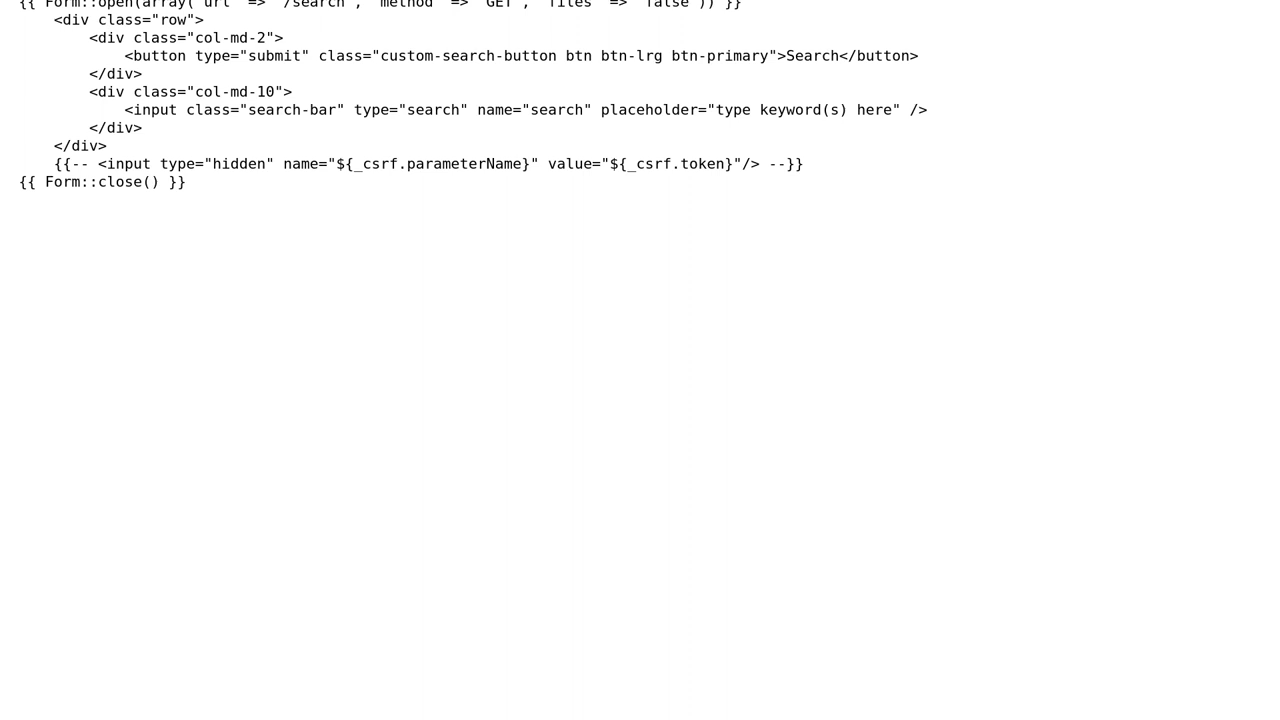 {{ Form::open(array('url' => '/search', 'method' => 'GET', 'files' => 'false')) }}
    <div class="row">
        <div class="col-md-2">
            <button type="submit" class="custom-search-button btn btn-lrg btn-primary">Search</button>
        </div>
        <div class="col-md-10">
            <input class="search-bar" type="search" name="search" placeholder="type keyword(s) here" />
        </div>
    </div>
    {{-- <input type="hidden" name="${_csrf.parameterName}" value="${_csrf.token}"/> --}}
{{ Form::close() }}